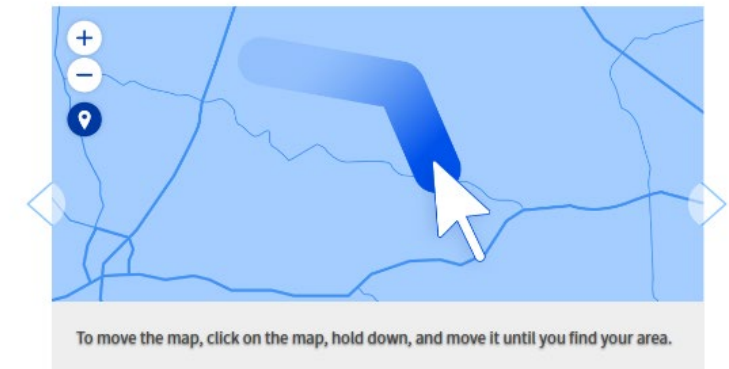 To move the map, click on the map, hold down, and move it until you find your area.